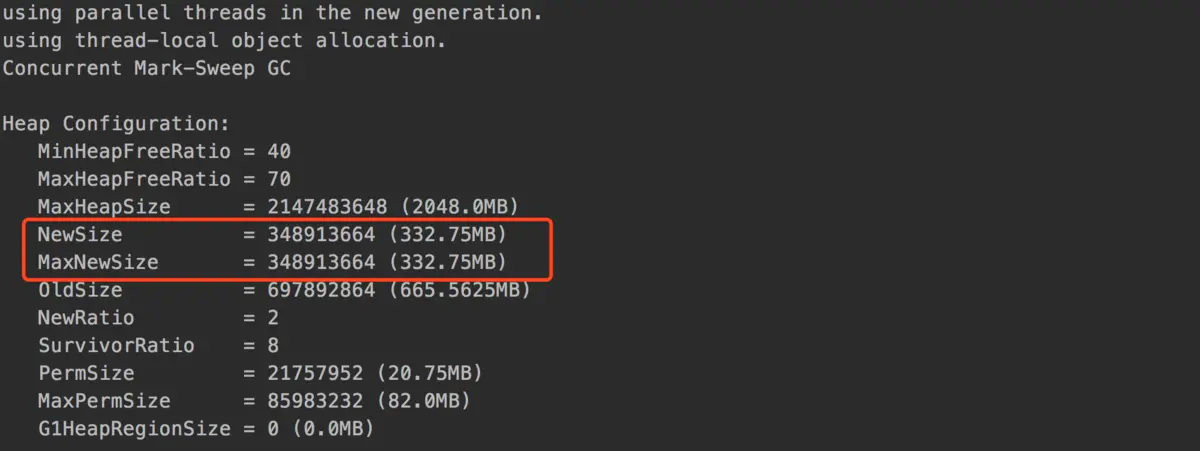 using parallel threads in the new generation.
using thread-local object allocation.
Concurrent Mark-Sweep GC
Heap Configuration:
MinHeapFreeRatio = 40
MaxHeapFreeRatio = 70
MaxHeapSize = 2147483648 (2048.0MB)
NewSize = 348913664 (332.75MB)
MaxNewSize = 348913664 (332.75MB)
OldSize = 697892864 (665.5625MB)
NewRatio = 2
SurvivorRatio = 8
PermSize = 21757952 (20.75MB)
MaxPermSize = 85983232 (82.0MB)
G1HeapRegionSize = 0 (0.0MB)